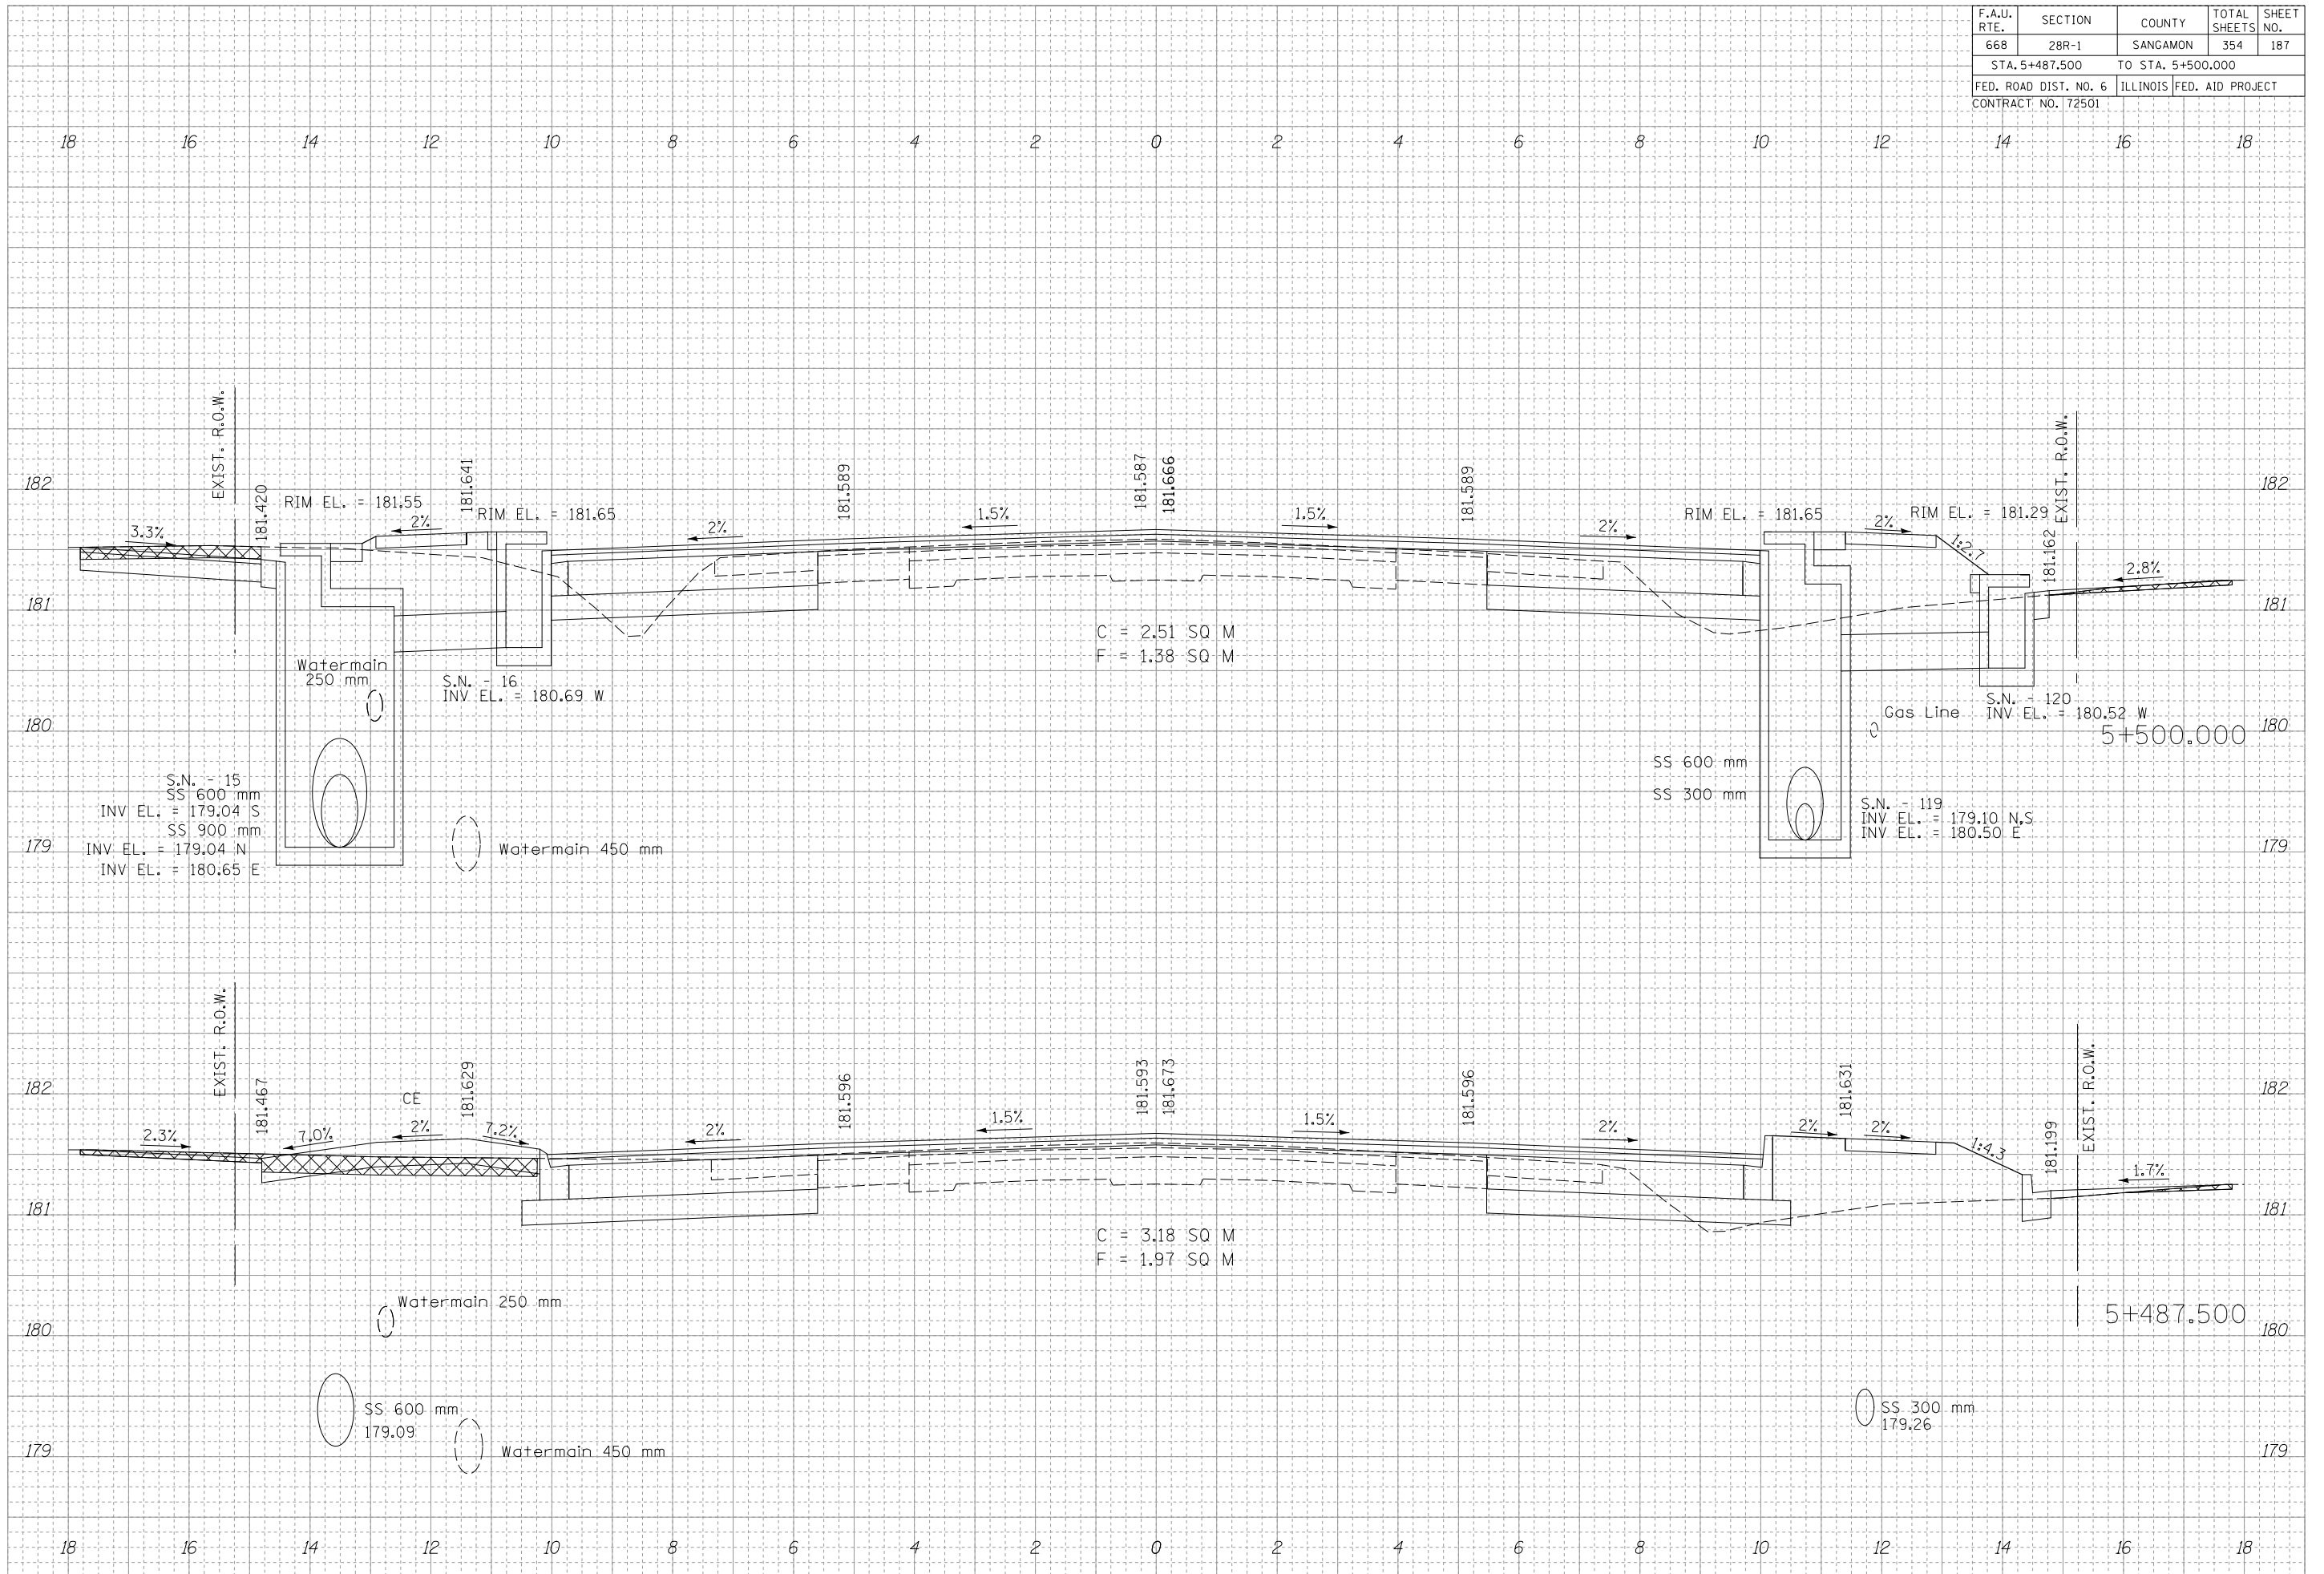 F.A.U. RTE. SECTION COUNTY TOTAL SHEETS SHEET NO.
668 28R-1 SANGAMON 354 187
STA. 5+487.500 TO STA. 5+500.000
FED. ROAD DIST. NO. 6 ILLINOIS FED. AID PROJECT
CONTRACT NO. 72501
18 16 14 12 10 8 6 4 2 0 2 4 6 8 10 12 14 16 18
EXIST. R.O.W.
181.420
181.641
181.589
181.587
181.666
181.589
181.162
EXIST. R.O.W.
182
182
RIM EL. = 181.55
RIM EL. = 181.65
RIM EL. = 181.65
RIM EL. = 181.29
3.3%
2%
2%
1.5%
1.5%
2%
2%
1:2.7
2.8%
181
181
C = 2.51 SQ M
F = 1.38 SQ M
Watermain
250 mm
S.N. - 16
INV EL. = 180.69 W
S.N. - 120
INV EL. = 180.52 W
Gas Line
5+500.000
180
180
SS 600 mm
SS 300 mm
S.N. - 15
SS 600 mm
INV EL. = 179.04 S
SS 900 mm
INV EL. = 179.04 N
INV EL. = 180.65 E
S.N. - 119
INV EL. = 179.10 N,S
INV EL. = 180.50 E
Watermain 450 mm
179
179
EXIST. R.O.W.
181.467
CE
181.629
181.596
181.593
181.673
181.596
181.631
181.199
EXIST. R.O.W.
182
182
2.3%
7.0%
2%
7.2%
2%
1.5%
1.5%
2%
2%
2%
1:4.3
1.7%
181
181
C = 3.18 SQ M
F = 1.97 SQ M
Watermain 250 mm
5+487.500
180
180
SS 600 mm
179.09
SS 300 mm
179.26
Watermain 450 mm
179
179
18 16 14 12 10 8 6 4 2 0 2 4 6 8 10 12 14 16 18